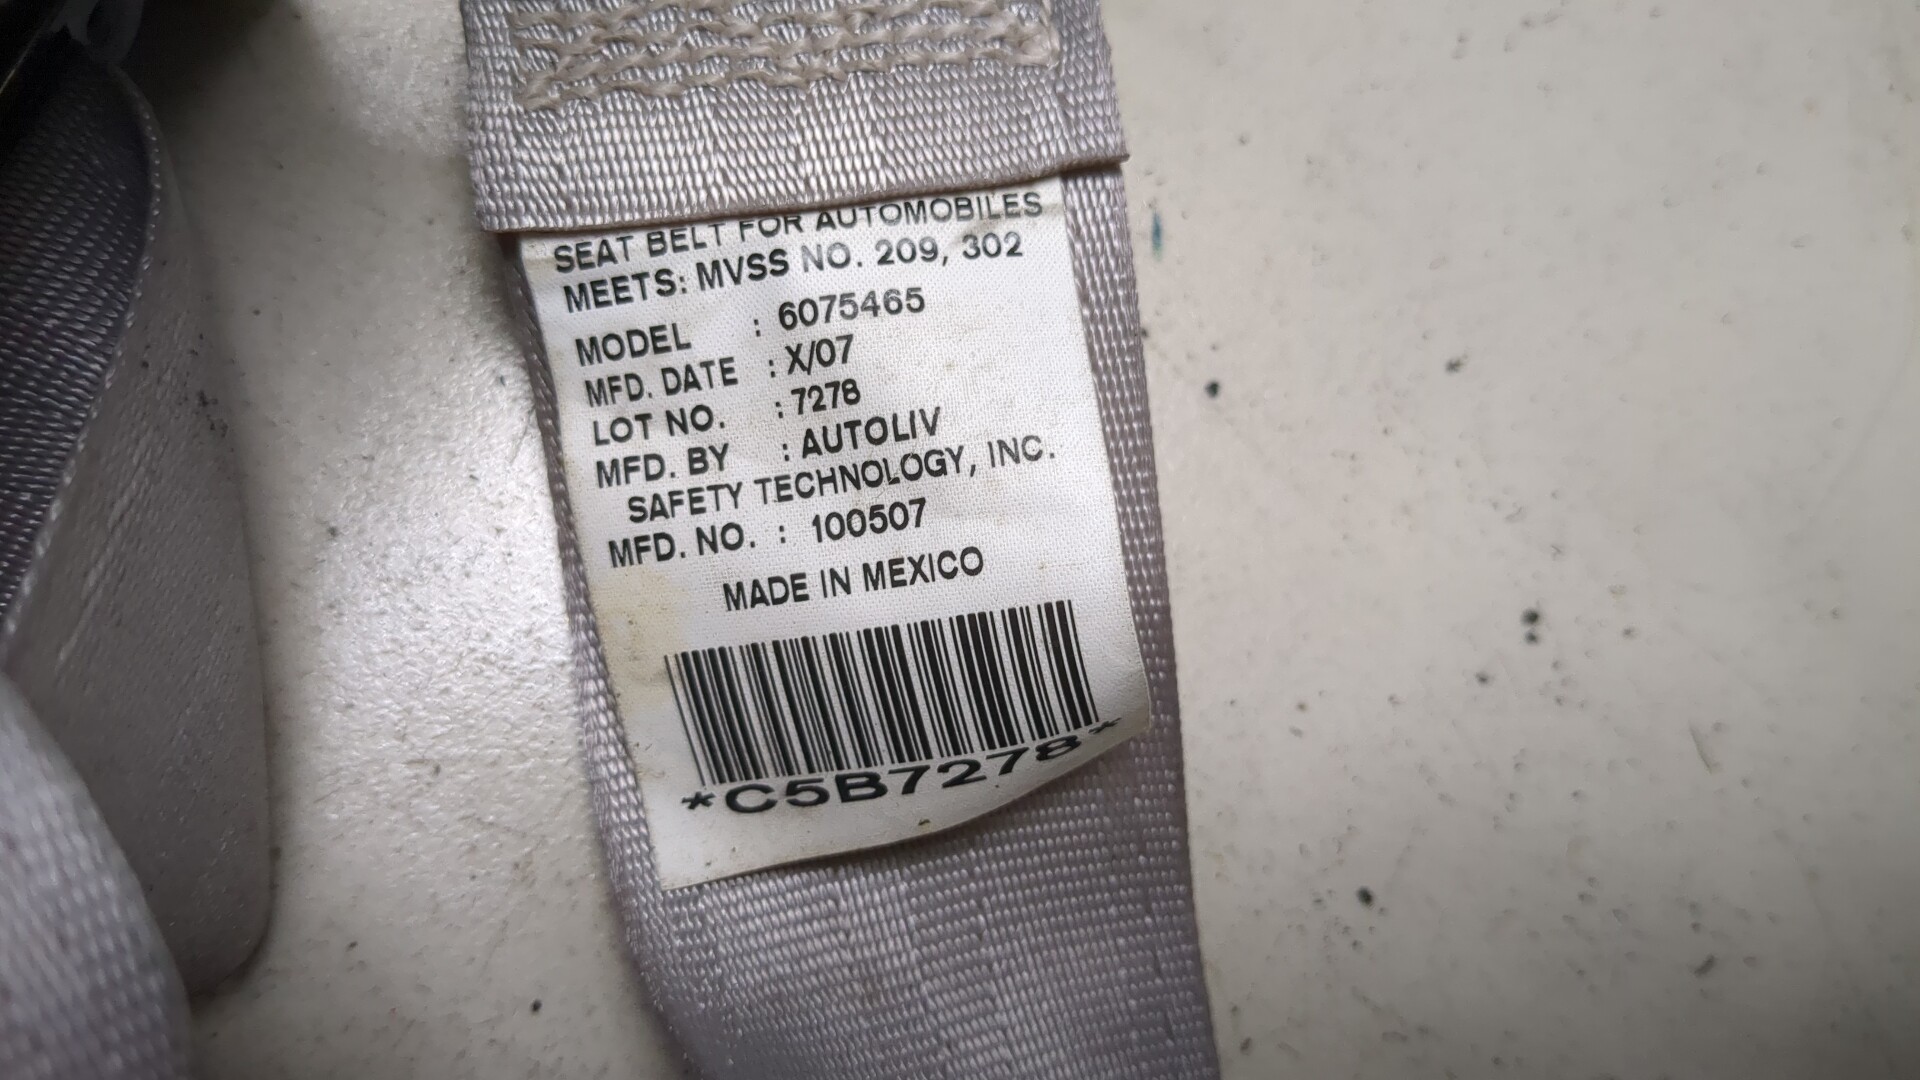 SEAT BELT FOR AUTOMOBILES
MEETS: MVSS NO. 209, 302
MODEL : 6075465
MFD. DATE : X/07
LOT NO. : 7278
MFD. BY : AUTOLIV
SAFETY TECHNOLOGY, INC.
MFD. NO. : 100507
MADE IN MEXICO
*C5B7278*